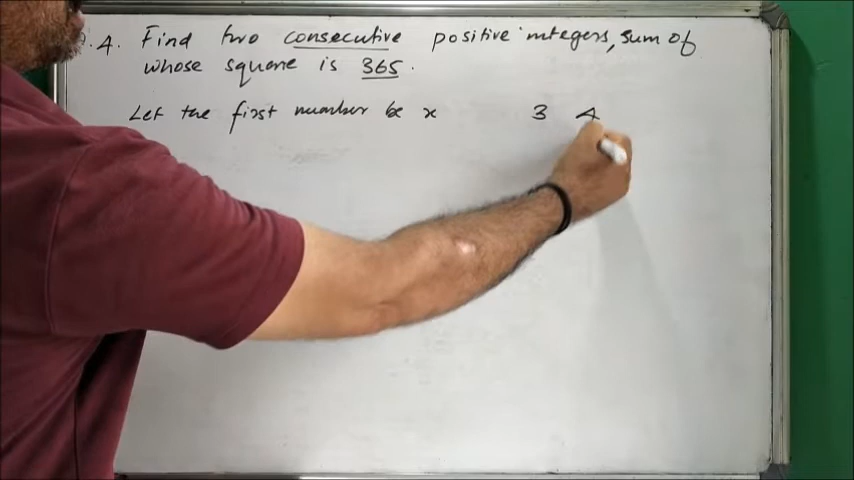 .4. Find two consecutive positive integers, sum of
whose square is 365.
Let the first number be x 3 4